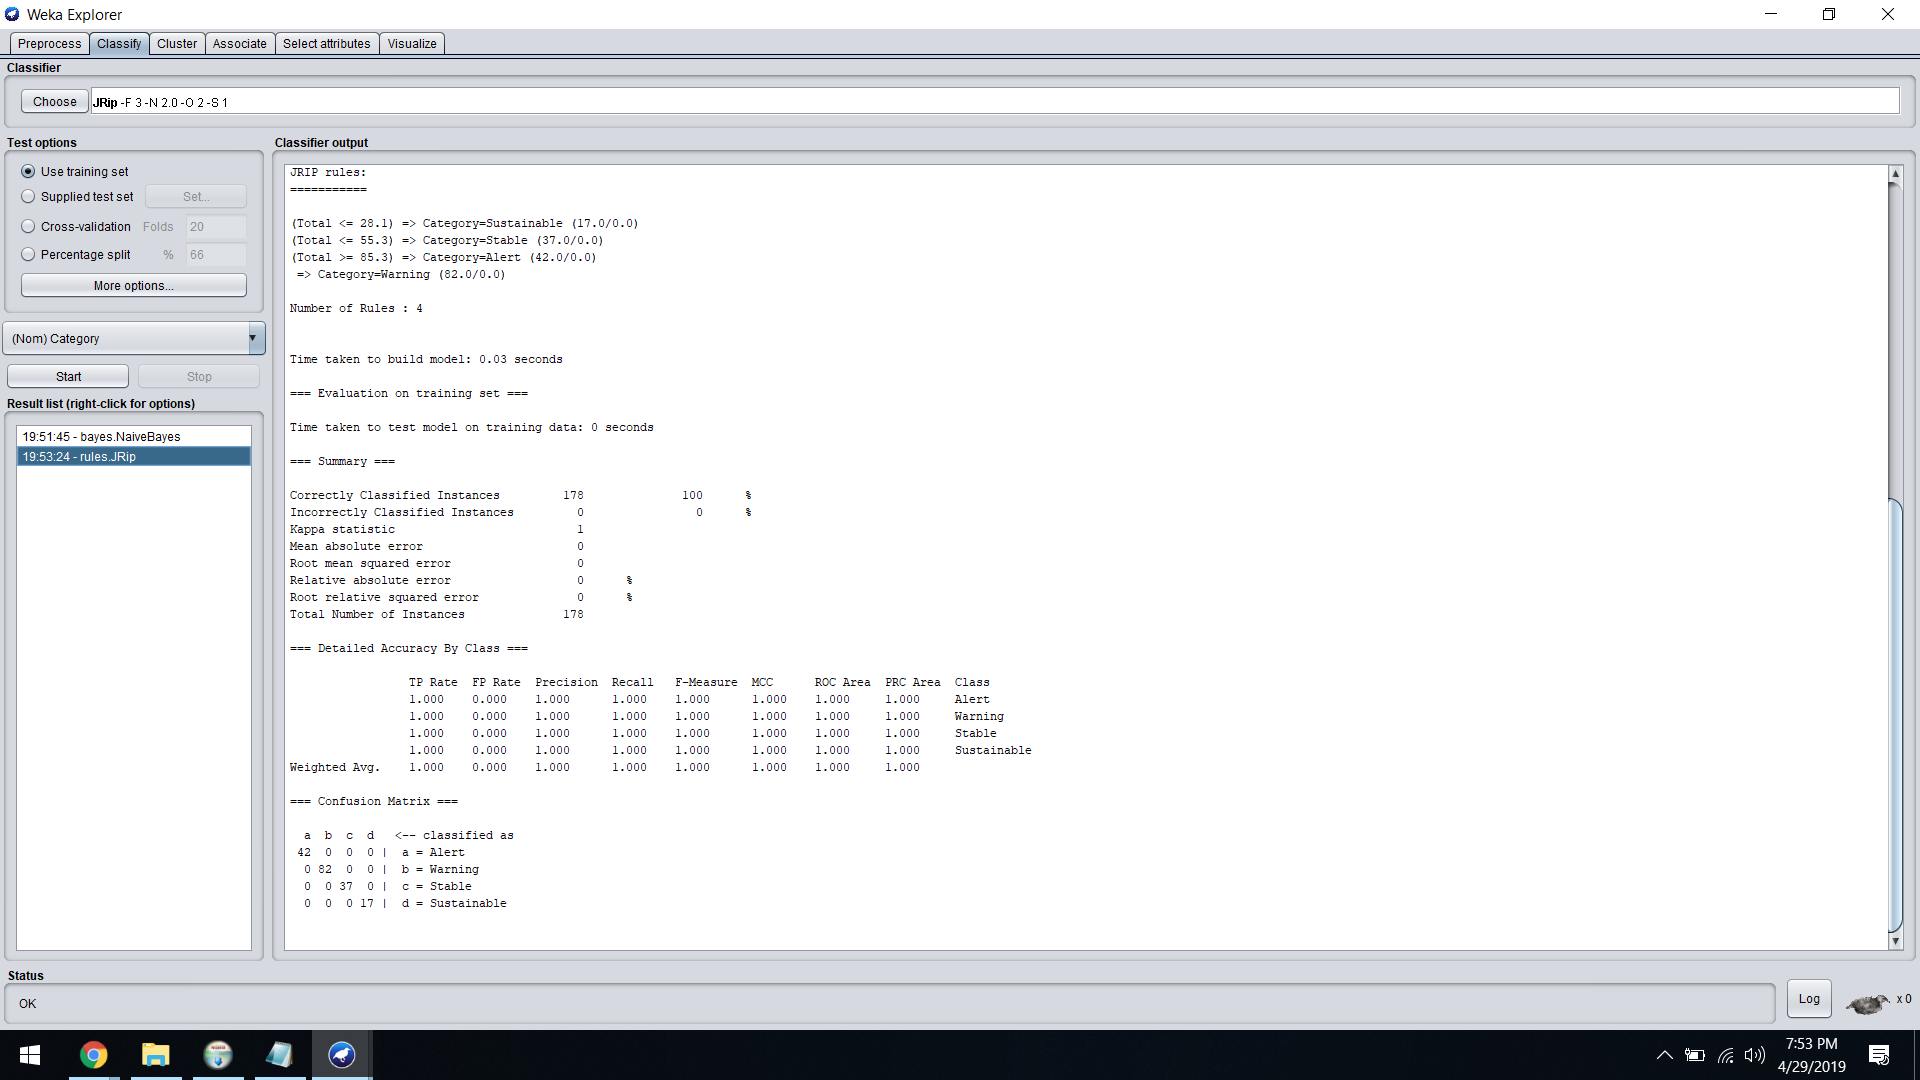 Weka Explorer
Preprocess Classify Cluster Associate Select attributes Visualize
Classifier
Choose JRip -F 3 -N 2.0 -O 2 -S 1
Test options
Use training set
Supplied test set Set...
Cross-validation Folds 20
Percentage split % 66
More options...
(Nom) Category
Start Stop
Result list (right-click for options)
19:51:45 - bayes.NaiveBayes
19:53:24 - rules.JRip
Classifier output
JRIP rules:
===========
(Total <= 28.1) => Category=Sustainable (17.0/0.0)
(Total <= 55.3) => Category=Stable (37.0/0.0)
(Total >= 85.3) => Category=Alert (42.0/0.0)
=> Category=Warning (82.0/0.0)
Number of Rules : 4
Time taken to build model: 0.03 seconds
=== Evaluation on training set ===
Time taken to test model on training data: 0 seconds
=== Summary ===
Correctly Classified Instances 178 100 %
Incorrectly Classified Instances 0 0 %
Kappa statistic 1
Mean absolute error 0
Root mean squared error 0
Relative absolute error 0 %
Root relative squared error 0 %
Total Number of Instances 178
=== Detailed Accuracy By Class ===
TP Rate FP Rate Precision Recall F-Measure MCC ROC Area PRC Area Class
1.000 0.000 1.000 1.000 1.000 1.000 1.000 1.000 Alert
1.000 0.000 1.000 1.000 1.000 1.000 1.000 1.000 Warning
1.000 0.000 1.000 1.000 1.000 1.000 1.000 1.000 Stable
1.000 0.000 1.000 1.000 1.000 1.000 1.000 1.000 Sustainable
Weighted Avg. 1.000 0.000 1.000 1.000 1.000 1.000 1.000 1.000
=== Confusion Matrix ===
a b c d <-- classified as
42 0 0 0 | a = Alert
0 82 0 0 | b = Warning
0 0 37 0 | c = Stable
0 0 0 17 | d = Sustainable
Status
OK
Log x 0
7:53 PM
4/29/2019